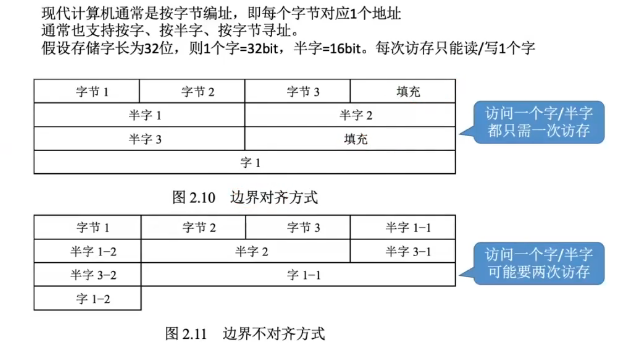 现代计算机通常是按字节编址，即每个字节对应1个地址
通常也支持按字、按半字、按字节寻址。
假设存储字长为32位，则1个字=32bit，半字=16bit。每次访存只能读/写1个字
字节 1 字节 2 字节 3 填充
半字 1 半字 2
半字 3 填充
字 1
访问一个字/半字
都只需一次访存
图 2.10 边界对齐方式
字节 1 字节 2 字节 3 半字 1-1
半字 1-2 半字 2 半字 3-1
半字 3-2 字 1-1
字 1-2
访问一个字/半字
可能要两次访存
图 2.11 边界不对齐方式